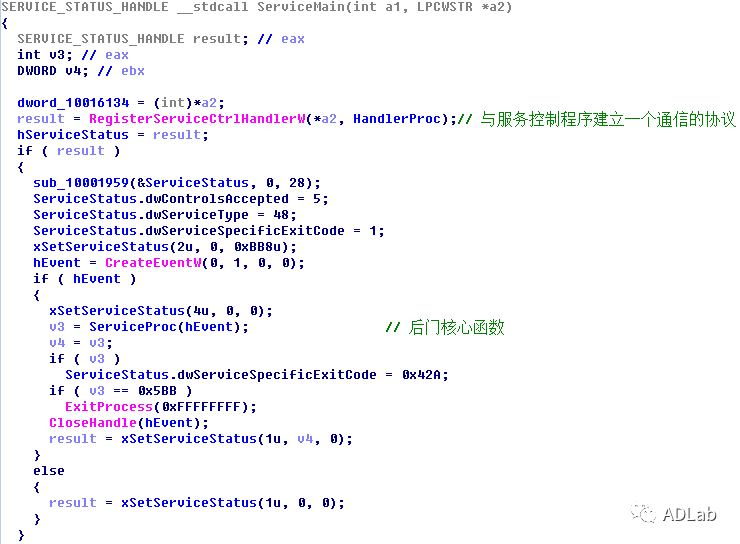 SERVICE_STATUS_HANDLE __stdcall ServiceMain(int a1, LPCWSTR *a2)
{
  SERVICE_STATUS_HANDLE result; // eax
  int v3; // eax
  DWORD v4; // ebx
  dword_10016134 = (int)*a2;
  result = RegisterServiceCtrlHandlerW(*a2, HandlerProc);// 与服务控制程序建立一个通信的协议
  hServiceStatus = result;
  if ( result )
  {
    sub_10001959(&ServiceStatus, 0, 28);
    ServiceStatus.dwControlsAccepted = 5;
    ServiceStatus.dwServiceType = 48;
    ServiceStatus.dwServiceSpecificExitCode = 1;
    xSetServiceStatus(2u, 0, 0xBB8u);
    hEvent = CreateEventW(0, 1, 0, 0);
    if ( hEvent )
    {
      xSetServiceStatus(4u, 0, 0);
      v3 = ServiceProc(hEvent);                 // 后门核心函数
      v4 = v3;
      if ( v3 )
        ServiceStatus.dwServiceSpecificExitCode = 0x42A;
      if ( v3 == 0x5BB )
        ExitProcess(0xFFFFFFFF);
      CloseHandle(hEvent);
      result = xSetServiceStatus(1u, v4, 0);
    }
    else
    {
      result = xSetServiceStatus(1u, 0, 0);
    }
  }
ADLab